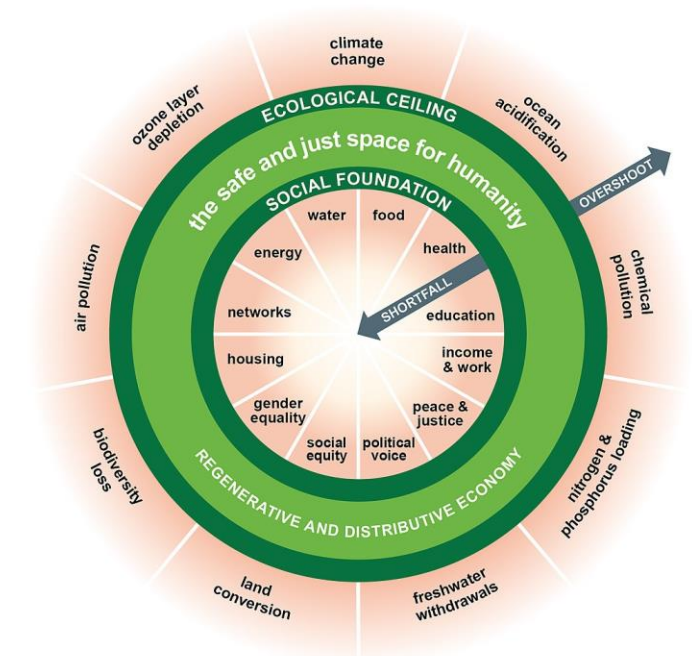 climate
change
ocean
acidification
chemical
pollution
nitrogen &
phosphorus loading
freshwater
withdrawals
land
conversion
biodiversity
loss
air pollution
ozone layer
depletion
ECOLOGICAL CEILING
the safe and just space for humanity
SOCIAL FOUNDATION
OVERSHOOT
SHORTFALL
water
food
health
education
income
& work
peace &
justice
political
voice
social
equity
gender
equality
housing
networks
energy
REGENERATIVE AND DISTRIBUTIVE ECONOMY